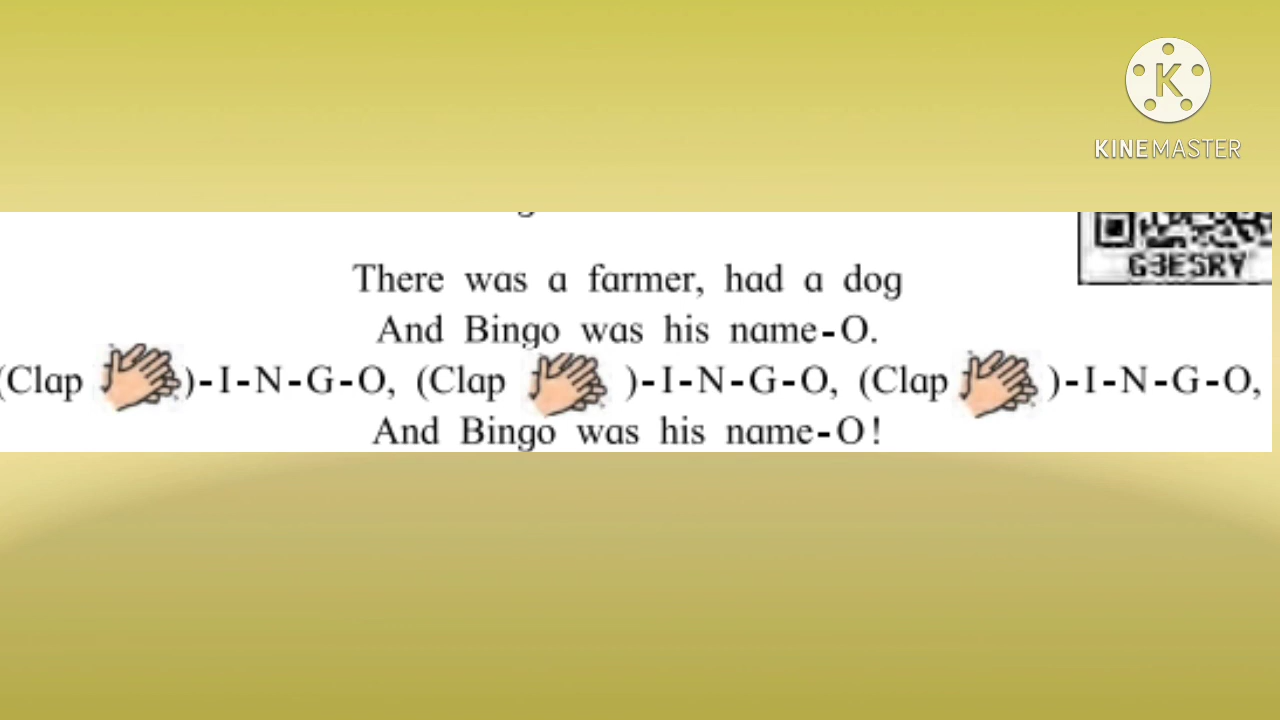 KINEMASTER
G3E5RY
There was a farmer, had a dog
And Bingo was his name-O.
(Clap )-I-N-G-O, (Clap )-I-N-G-O, (Clap )-I-N-G-O,
And Bingo was his name-O!